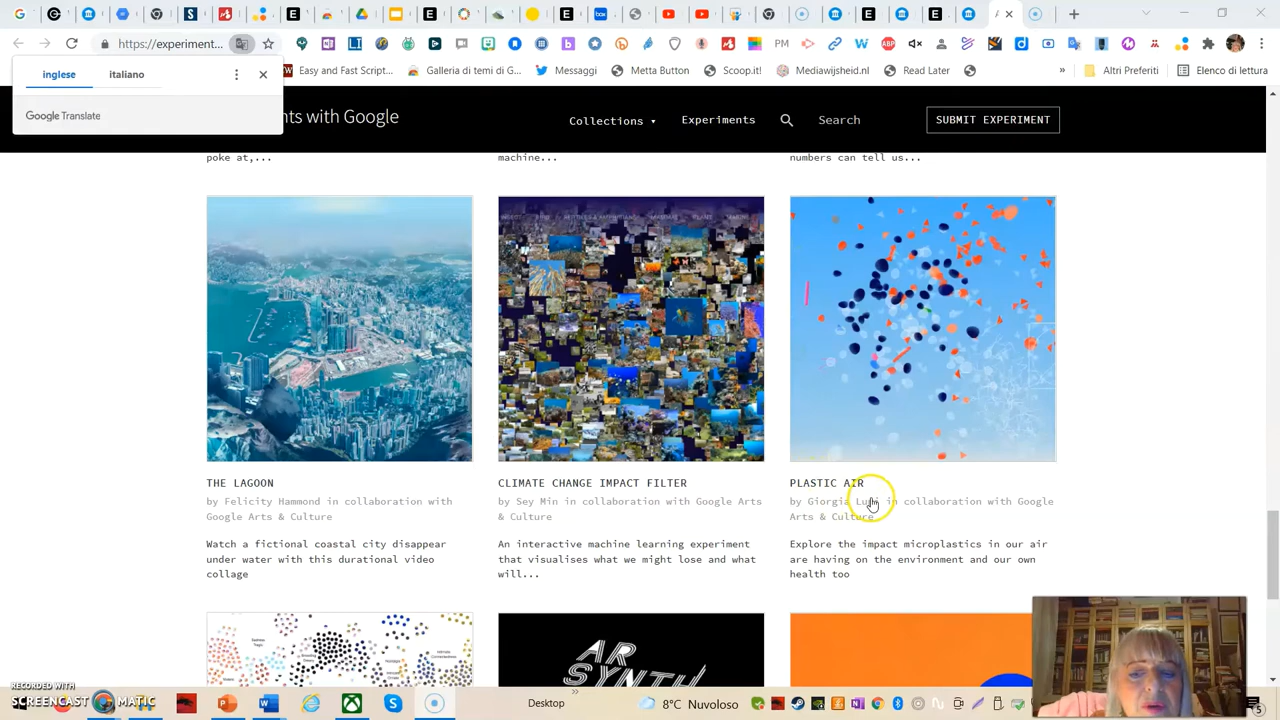 https://experiment...
PM
ABP
Easy and Fast Script...
Galleria di temi di G...
Messaggi
Metta Button
Scoop.it!
Mediawijsheid.nl
Read Later
»
Altri Preferiti
Elenco di lettura
inglese
italiano
Google Translate
nts with Google
Collections
Experiments
Search
SUBMIT EXPERIMENT
poke at,...
machine...
numbers can tell us...
THE LAGOON
by Felicity Hammond in collaboration with
Google Arts & Culture
Watch a fictional coastal city disappear
under water with this durational video
collage
CLIMATE CHANGE IMPACT FILTER
by Sey Min in collaboration with Google Arts
& Culture
An interactive machine learning experiment
that visualises what we might lose and what
will...
PLASTIC AIR
by Giorgia Lupi in collaboration with Google
Arts & Culture
Explore the impact microplastics in our air
are having on the environment and our own
health too
AR
SYNTH
RECORDED WITH
SCREENCAST MATIC
Desktop
8°C Nuvoloso
5